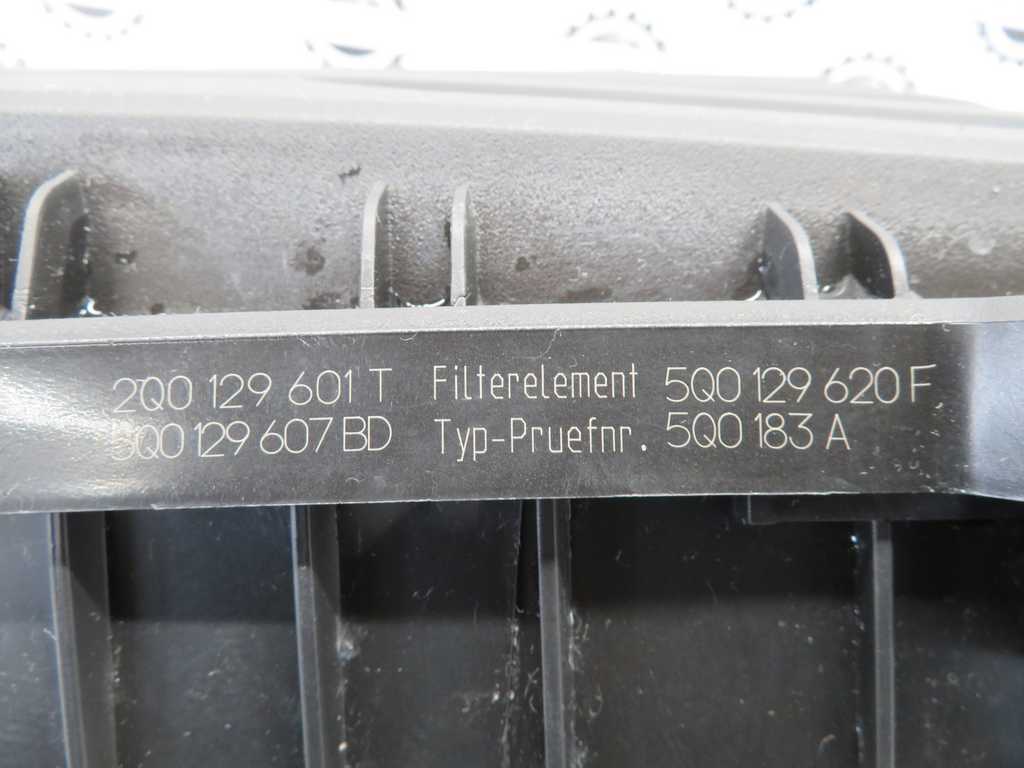 2Q0 129 601 T Filterelement 5Q0 129 620 F
5Q0 129 607 BD Typ-Pruefnr. 5Q0 183 A